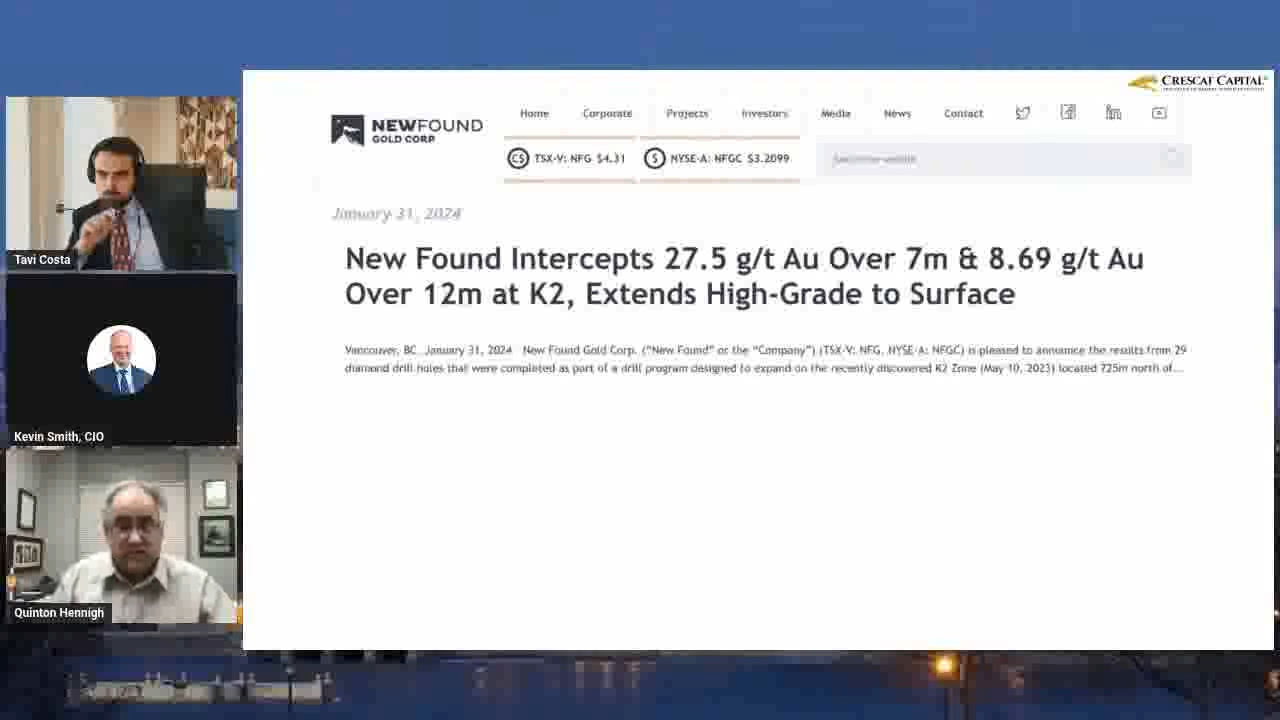 CRESCAT CAPITAL
NEWFOUND
GOLD CORP
Home Corporate Projects Investors Media News Contact
C$ TSX-V: NFG $4.31 $ NYSE-A: NFGC $3.2099
January 31, 2024
New Found Intercepts 27.5 g/t Au Over 7m & 8.69 g/t Au
Over 12m at K2, Extends High-Grade to Surface
Vancouver, BC, January 31, 2024 New Found Gold Corp. ("New Found" or the "Company") (TSX-V: NFG, NYSE-A: NFGC) is pleased to announce the results from 29
diamond drill holes that were completed as part of a drill program designed to expand on the recently discovered K2 Zone (May 10, 2023) located 725m north of...
Tavi Costa
Kevin Smith, CIO
Quinton Hennigh